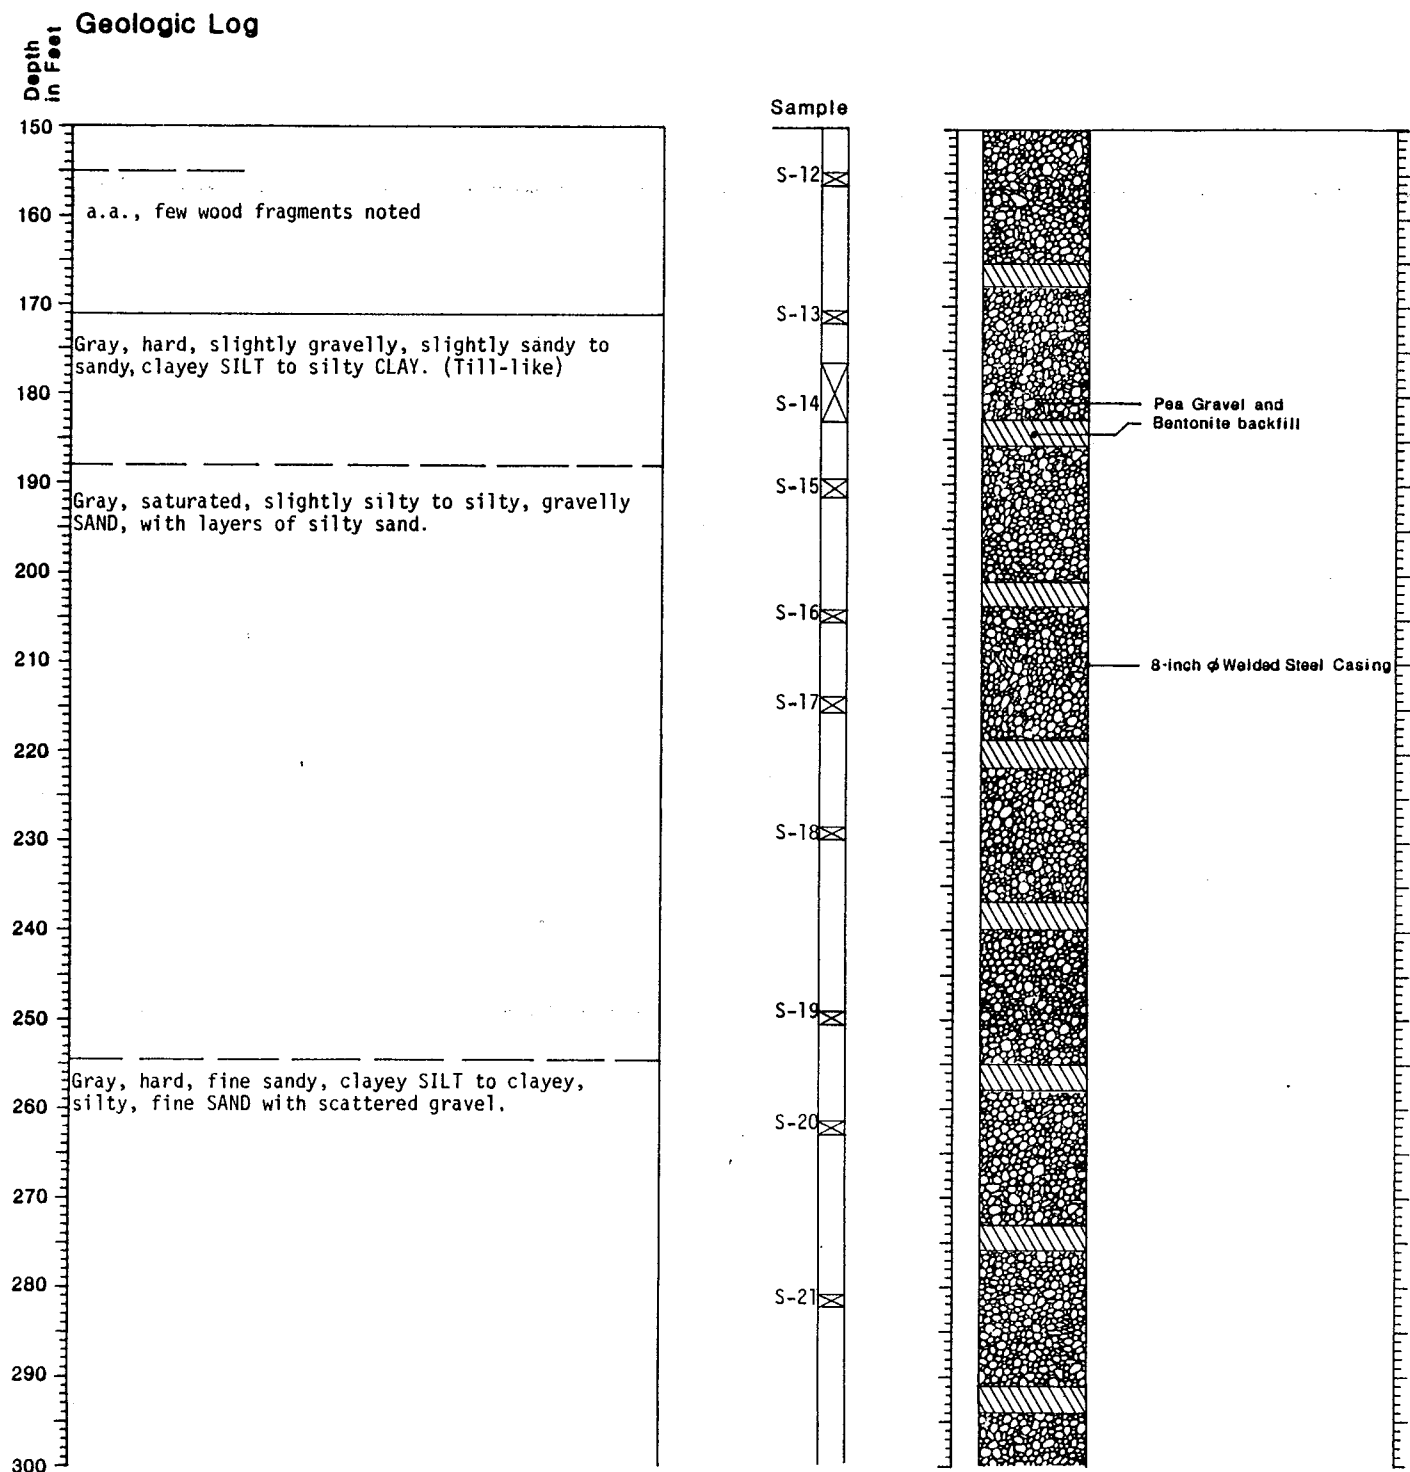 Geologic Log
Depth
in Feet
Sample
150
160
170
180
190
200
210
220
230
240
250
260
270
280
290
300
a.a., few wood fragments noted
Gray, hard, slightly gravelly, slightly sandy to
sandy, clayey SILT to silty CLAY. (Till-like)
Gray, saturated, slightly silty to silty, gravelly
SAND, with layers of silty sand.
Gray, hard, fine sandy, clayey SILT to clayey,
silty, fine SAND with scattered gravel.
S-12
S-13
S-14
S-15
S-16
S-17
S-18
S-19
S-20
S-21
Pea Gravel and
Bentonite backfill
8-inch ϕ Welded Steel Casing